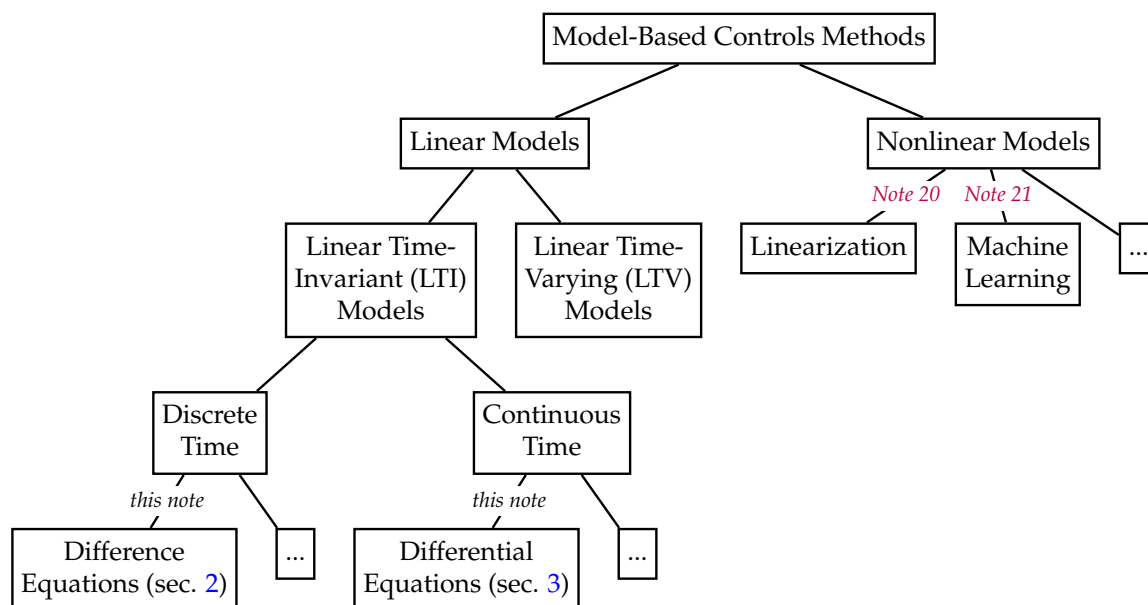 Model-Based Controls Methods
Linear Models
Nonlinear Models
Note 20
Note 21
Linear Time-
Invariant (LTI)
Models
Linear Time-
Varying (LTV)
Models
Linearization
Machine
Learning
...
Discrete
Time
Continuous
Time
this note
this note
Difference
Equations (sec. 2)
...
Differential
Equations (sec. 3)
...